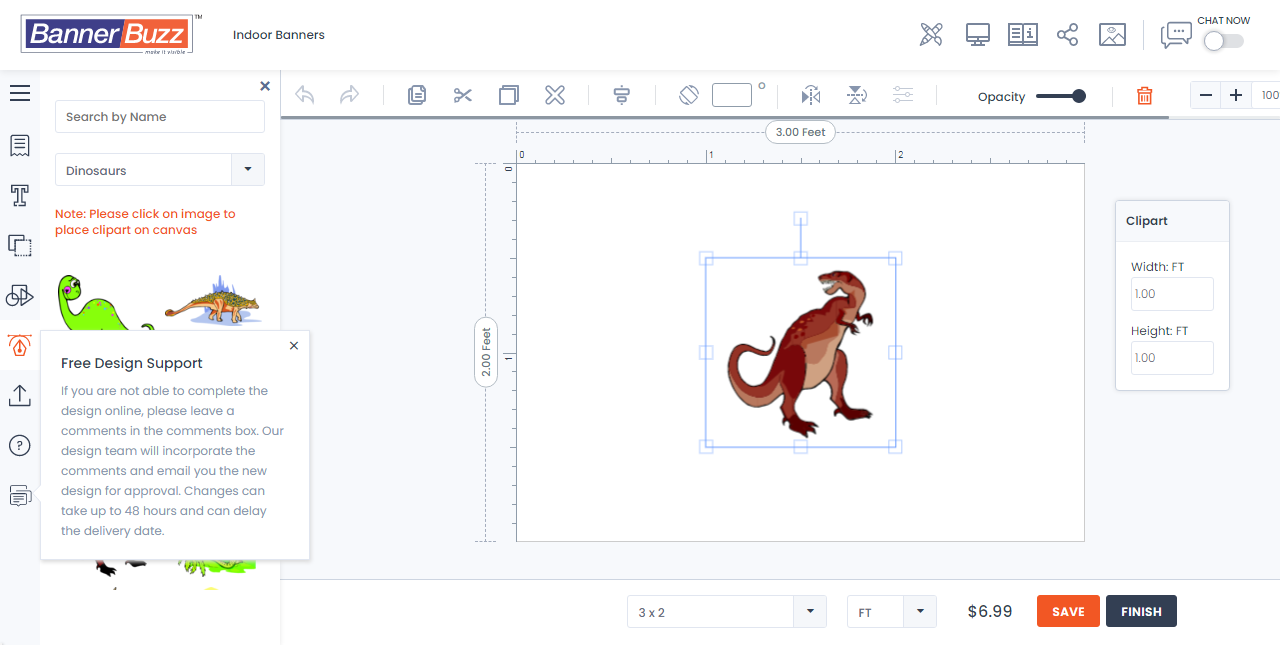 BannerBuzz
TM
make it visible
Indoor Banners
CHAT NOW
Search by Name
Dinosaurs
Note: Please click on image to
place clipart on canvas
Opacity
100
3.00 Feet
0
1
2
0
1
2.00 Feet
Clipart
Width: FT
1.00
Height: FT
1.00
Free Design Support
If you are not able to complete the
design online, please leave a
comments in the comments box. Our
design team will incorporate the
comments and email you the new
design for approval. Changes can
take up to 48 hours and can delay
the delivery date.
3 x 2
FT
$6.99
SAVE
FINISH